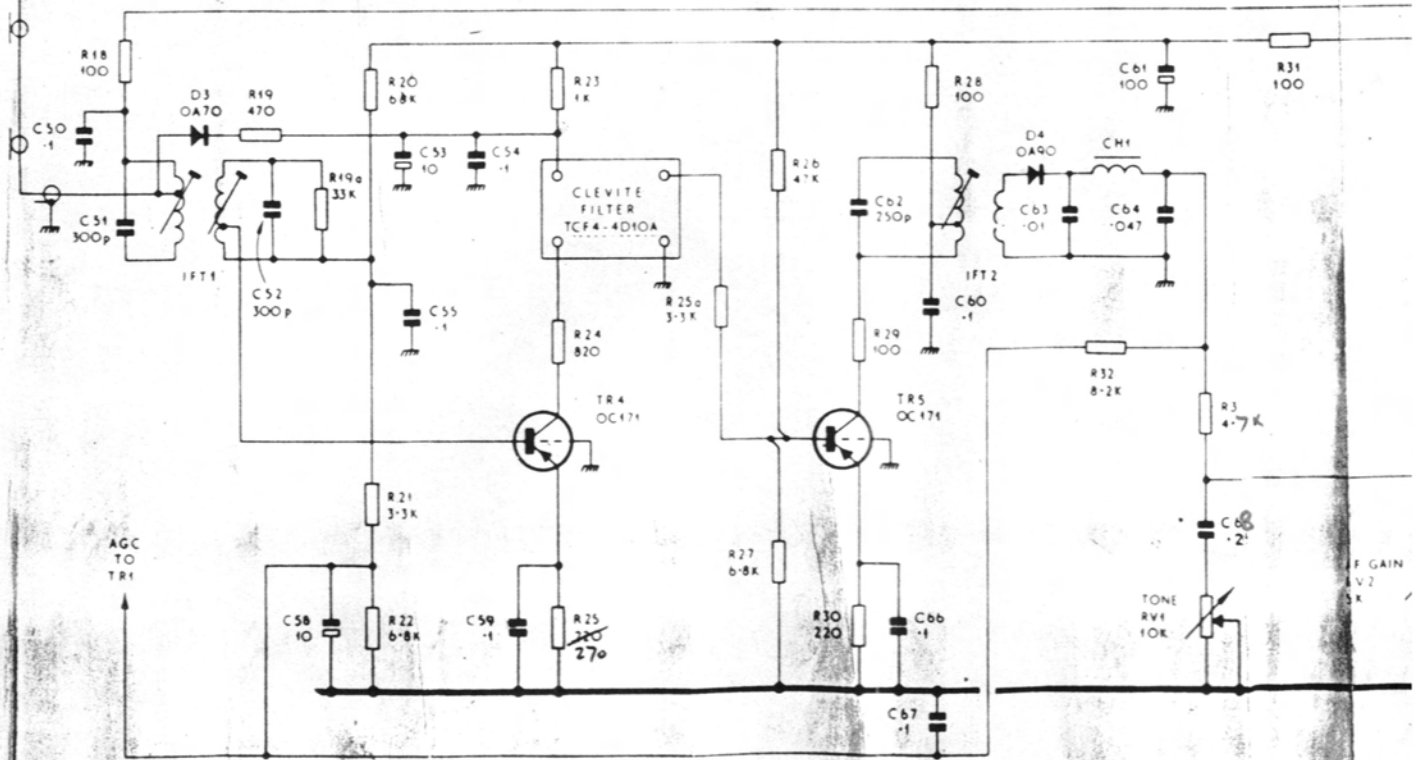 R18
100
C50
·1
D3
OA70
R19
470
C51
300p
IFT1
R19a
33K
C52
300p
R20
68K
C53
10
C54
·1
R23
1K
CLEVITE
FILTER
TCF4-4D10A
C55
·1
R24
820
TR4
OC171
R25a
3·3K
R26
47K
C62
250p
R28
100
C61
100
R31
100
D4
OA90
CH1
C63
·01
C64
·047
IFT2
C60
·1
R29
100
TR5
OC171
R32
8·2K
R3
4·7K
R21
3·3K
AGC
TO
TR1
C58
10
R22
6·8K
C59
·1
R25
220
270
R27
6·8K
R30
220
C66
·1
C67
·1
C68
TONE
RV1
10K
GAIN